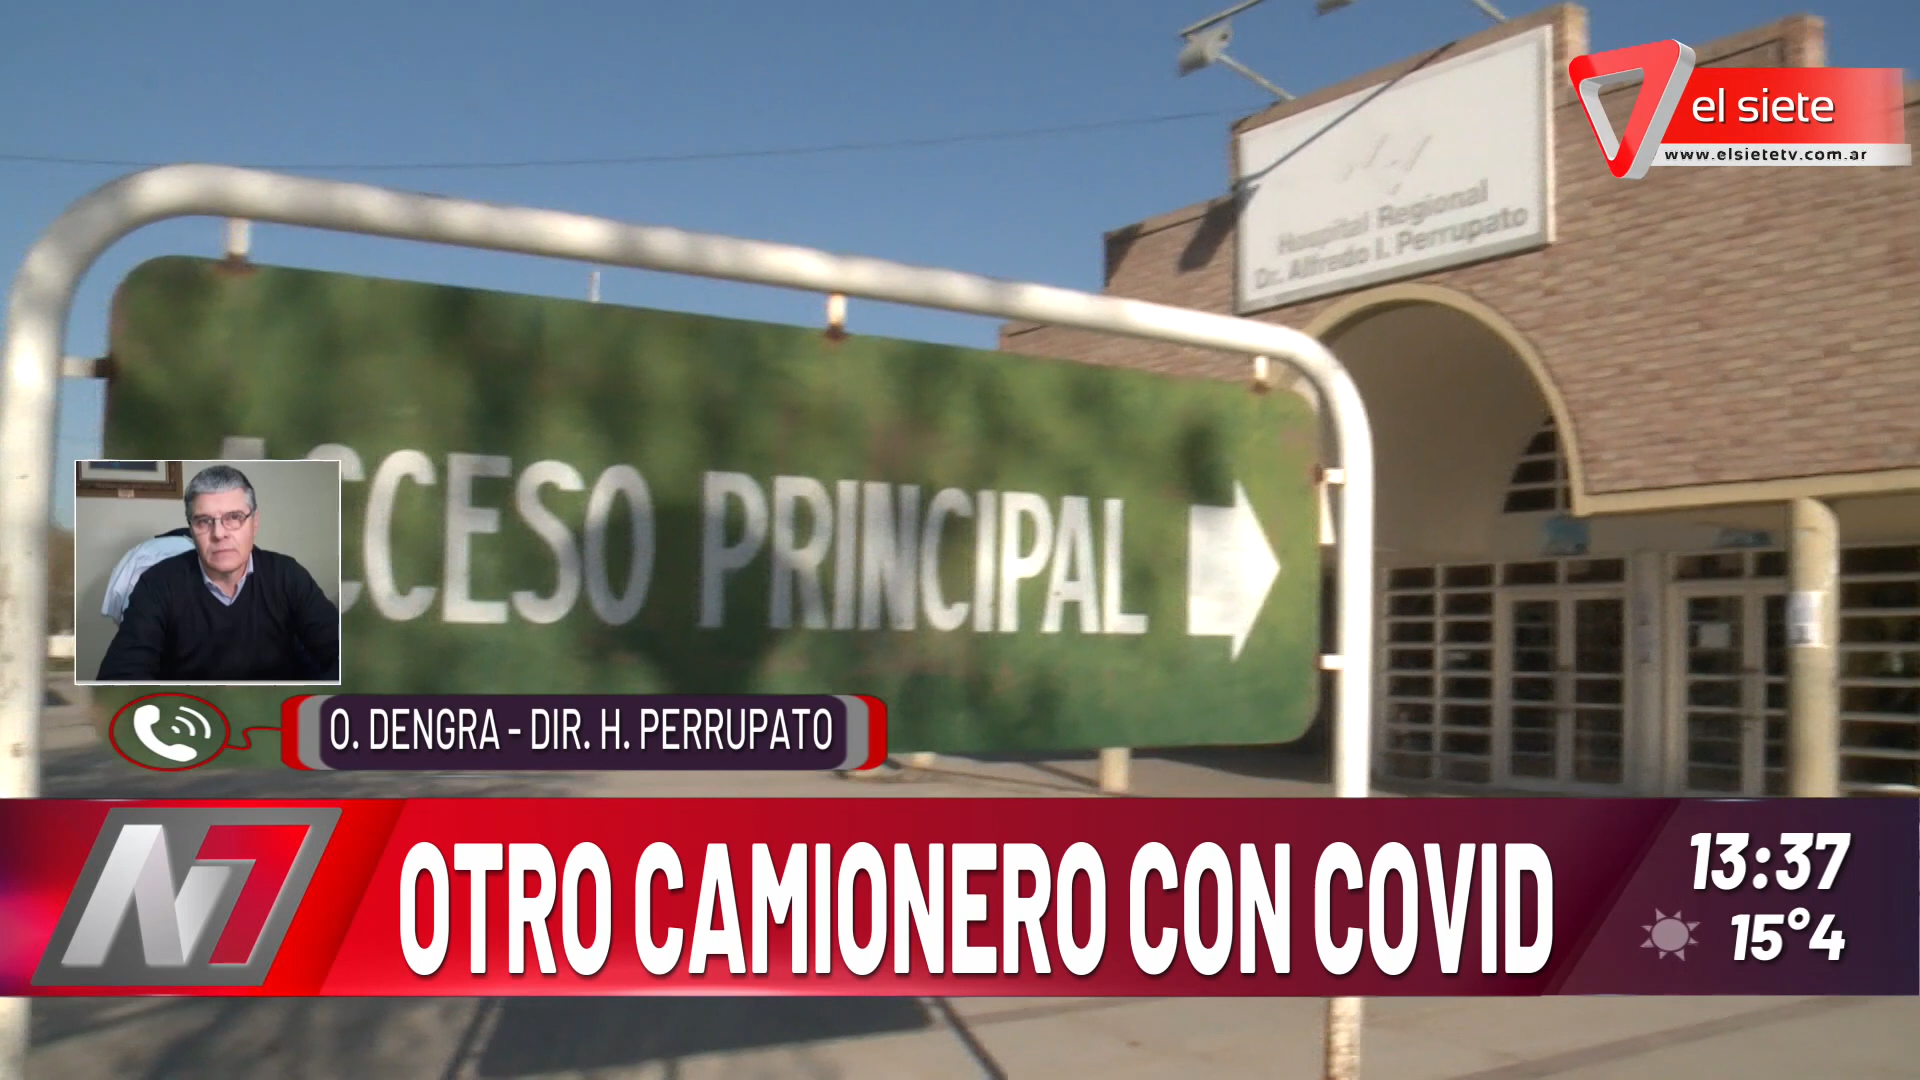 el siete
www.elsietetv.com.ar
Hospital Regional
Dr. Alfredo I. Perrupato
ACCESO PRINCIPAL
O. DENGRA - DIR. H. PERRUPATO
N7
OTRO CAMIONERO CON COVID
13:37
15°4